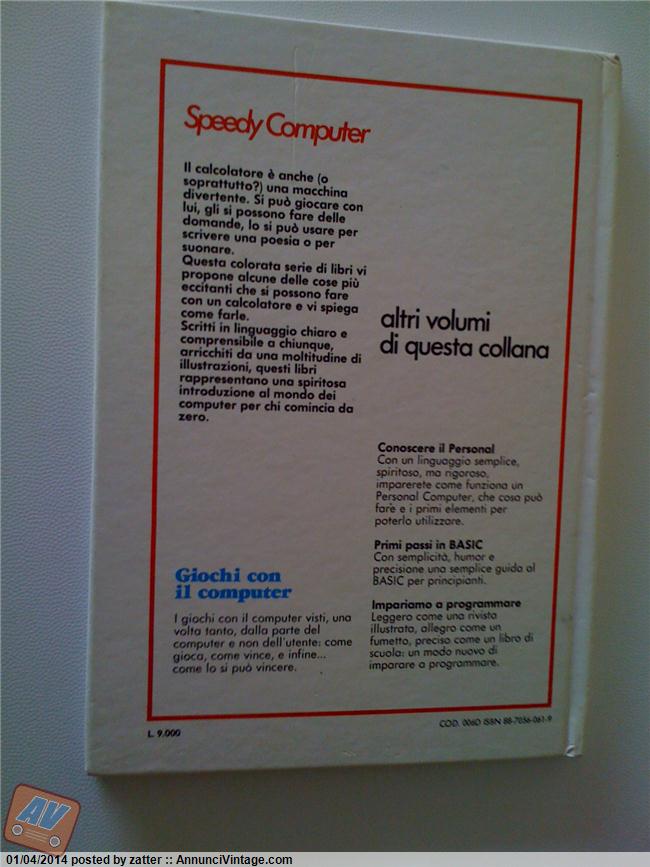 Speedy Computer
Il calcolatore è anche (o
soprattutto?) una macchina
divertente. Si può giocare con
lui, gli si possono fare delle
domande, lo si può usare per
scrivere una poesia o per
suonare.
Questa colorata serie di libri vi
propone alcune delle cose più
eccitanti che si possono fare
con un calcolatore e vi spiega
come farle.
Scritti in linguaggio chiaro e
comprensibile a chiunque,
arricchiti da una moltitudine di
illustrazioni, questi libri
rappresentano una spiritosa
introduzione al mondo dei
computer per chi comincia da
zero.
Giochi con
il computer
I giochi con il computer visti, una
volta tanto, dalla parte del
computer e non dell'utente: come
gioca, come vince, e infine...
come lo si può vincere.
altri volumi
di questa collana
Conoscere il Personal
Con un linguaggio semplice,
spiritoso, ma rigoroso,
imparerete come funziona un
Personal Computer, che cosa può
fare e i primi elementi per
poterlo utilizzare.
Primi passi in BASIC
Con semplicità, humor e
precisione una semplice guida al
BASIC per principianti.
Impariamo a programmare
Leggero come una rivista
illustrata, allegro come un
fumetto, preciso come un libro di
scuola: un modo nuovo di
imparare a programmare.
L. 9.000
COD. 006D ISBN 88-7056-061-9
AV
01/04/2014 posted by zatter :: AnnunciVintage.com